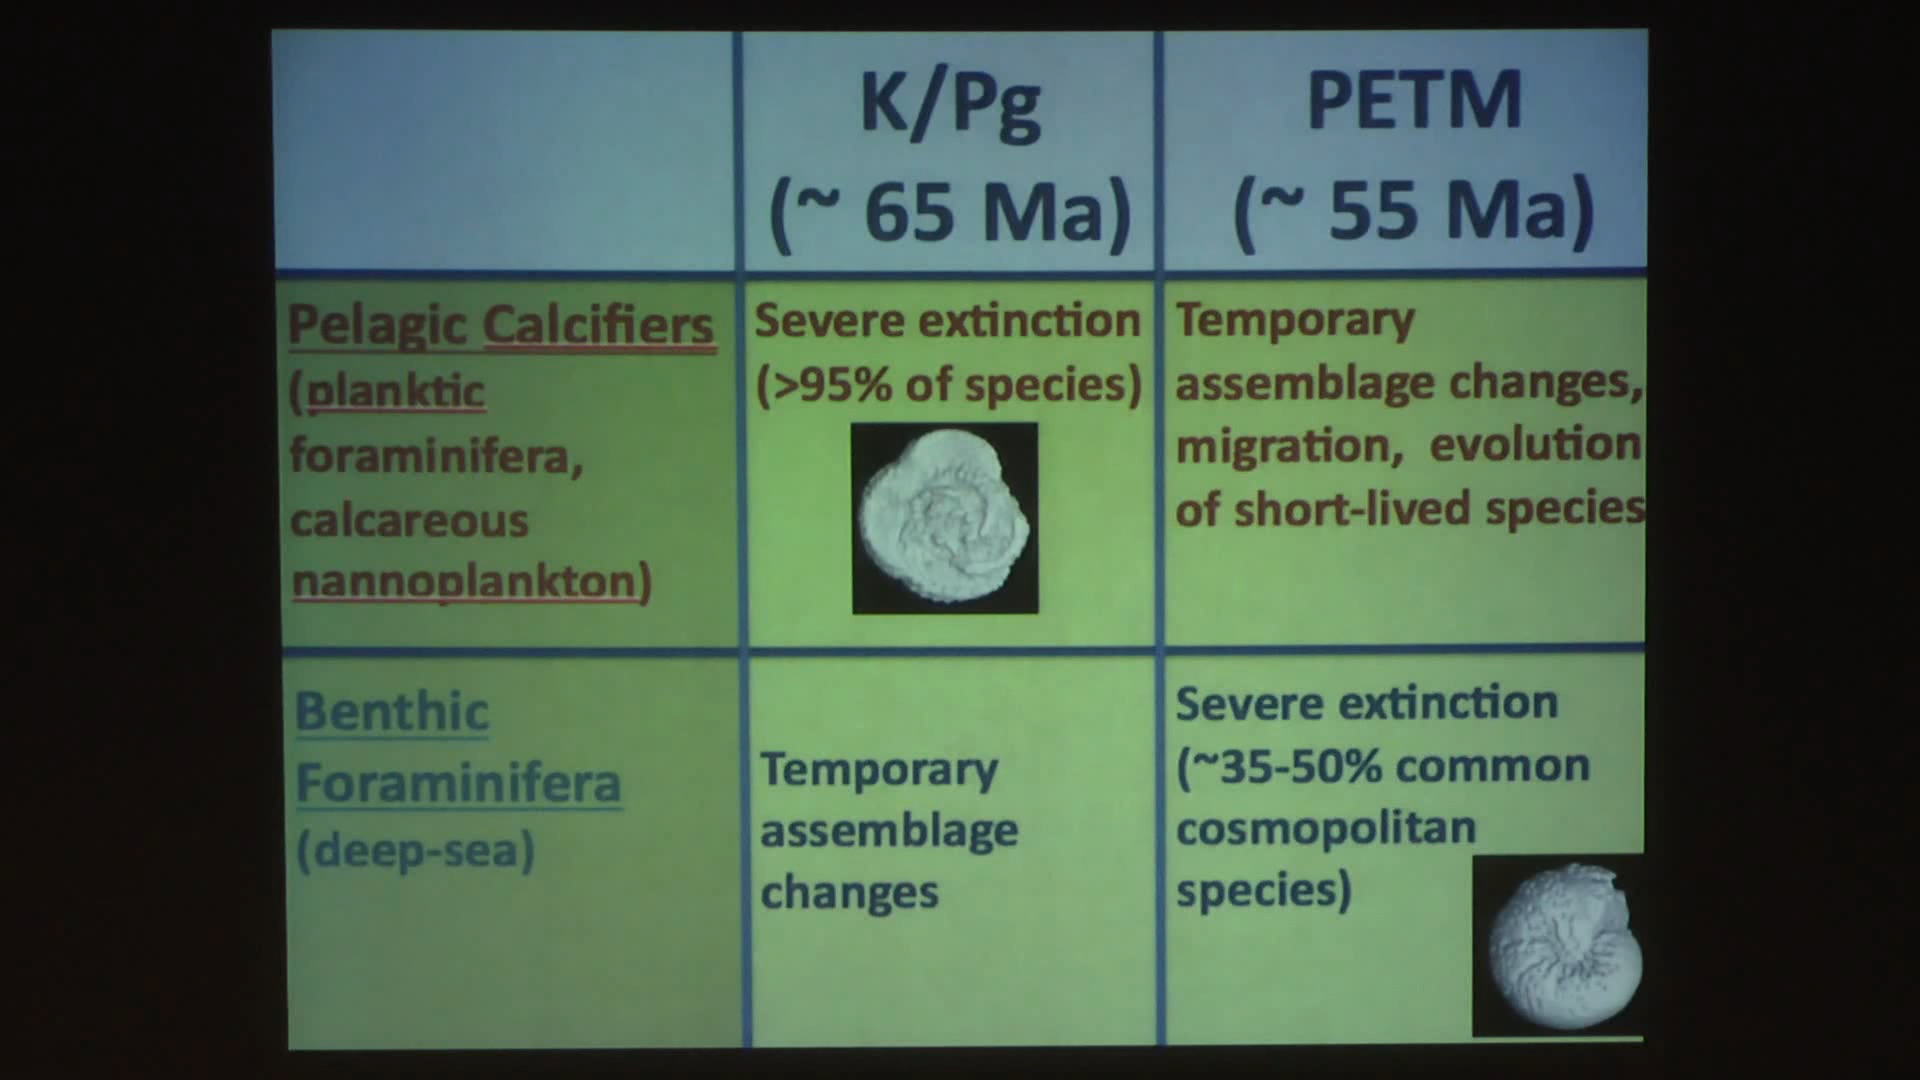 K/Pg
(~ 65 Ma)
PETM
(~ 55 Ma)
Pelagic Calcifiers
(planktic
foraminifera,
calcareous
nannoplankton)
Severe extinction
(>95% of species)
Temporary
assemblage changes,
migration, evolution
of short-lived species
Benthic
Foraminifera
(deep-sea)
Temporary
assemblage
changes
Severe extinction
(~35-50% common
cosmopolitan
species)